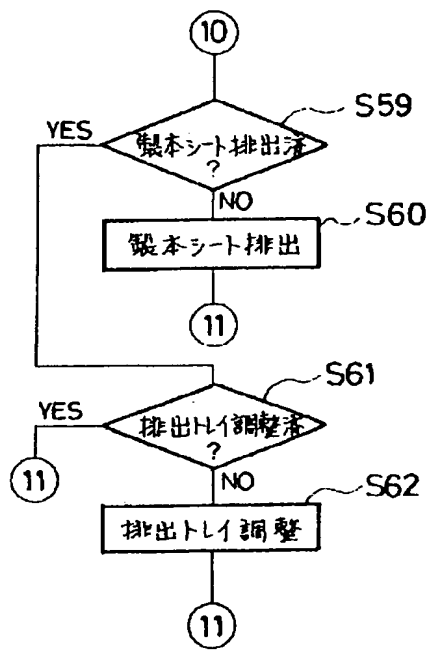 10
S59
YES
製本シート排出済
?
NO
S60
製本シート排出
11
S61
YES
排出トレイ調整済
?
11
NO
S62
排出トレイ調整
11